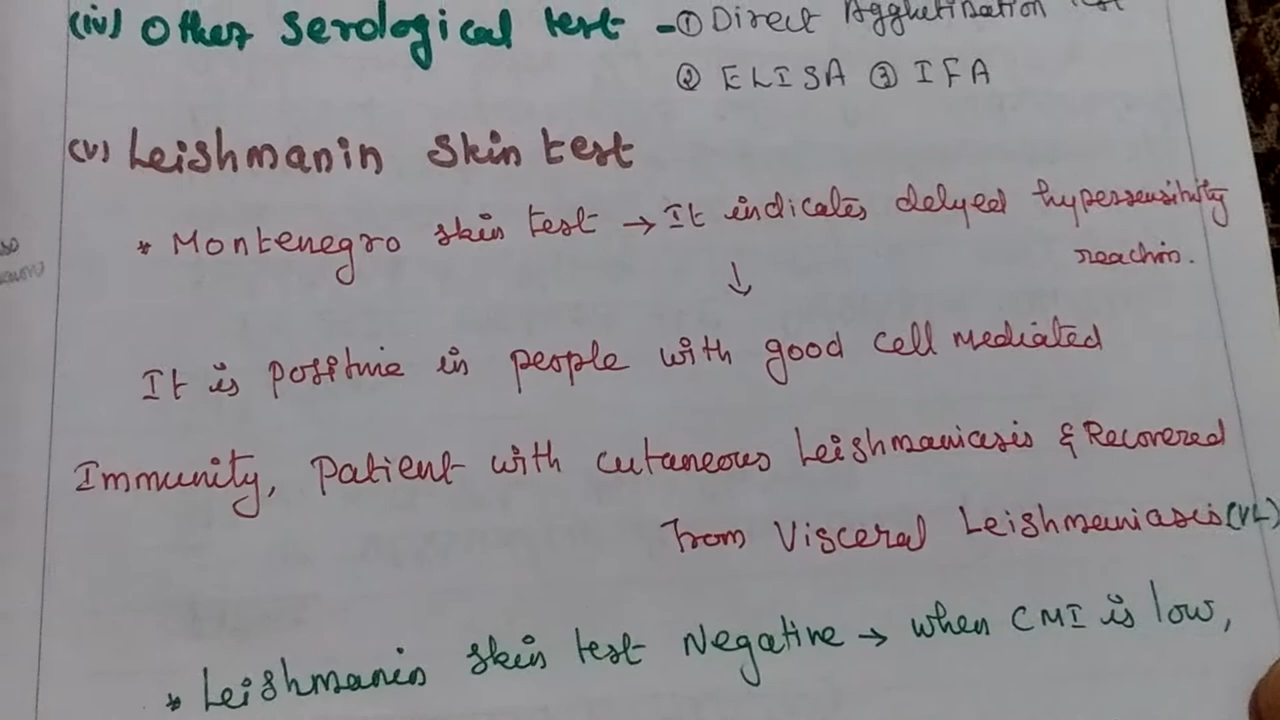 (iv) Other serological test - ① Direct Agglutination Test
② ELISA ③ IFA
(v) Leishmanin skin test
* Montenegro skin test → It indicates delyed hypersensitivity
reaction.
↓
It is positive in people with good cell mediated
Immunity, Patient with cutaneous Leishmaniasis & Recovered
from Visceral Leishmaniasis (VL)
* Leishmanin skin test Negative → when CMI is low,